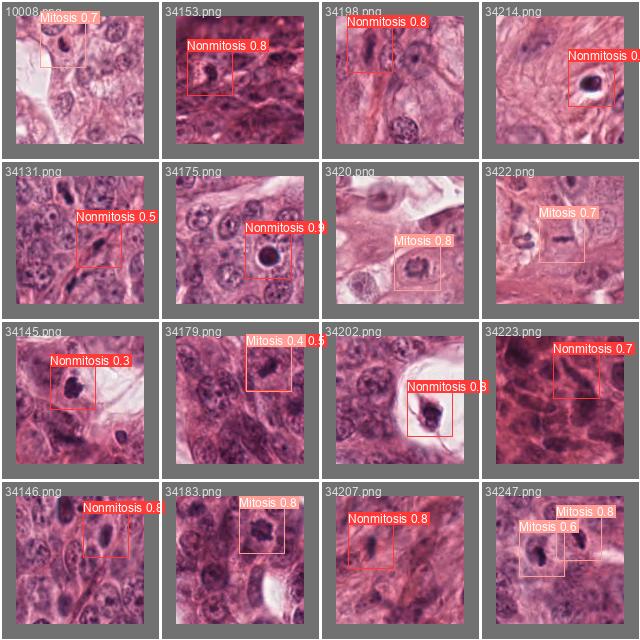 10008.png
Mitosis 0.7
34153.png
Nonmitosis 0.8
34198.png
Nonmitosis 0.8
34214.png
Nonmitosis 0.
34131.png
Nonmitosis 0.5
34175.png
Nonmitosis 0.9
3420.png
Mitosis 0.8
3422.png
Mitosis 0.7
34145.png
Nonmitosis 0.3
34179.png
Mitosis 0.4
34202.png
Nonmitosis 0.8
34223.png
Nonmitosis 0.7
34146.png
Nonmitosis 0.8
34183.png
Mitosis 0.8
34207.png
Nonmitosis 0.8
34247.png
Mitosis 0.8
Mitosis 0.6